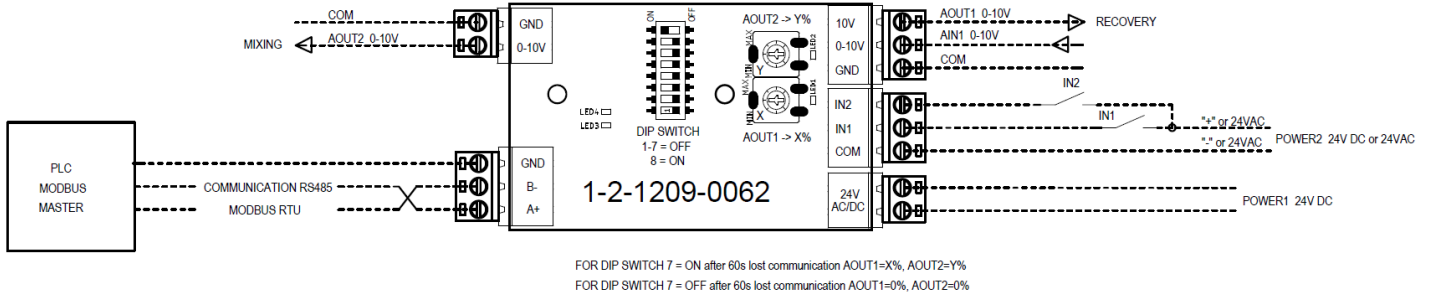 COM
MIXING
AOUT2 0-10V
GND
0-10V
ON
OFF
1
AOUT2 -> Y%
MAX
MIN
Y
LED2
MAX
MIN
X
LED1
AOUT1 -> X%
LED4
LED3
DIP SWITCH
1-7 = OFF
8 = ON
1-2-1209-0062
10V
0-10V
GND
AOUT1 0-10V
RECOVERY
AIN1 0-10V
COM
IN2
IN1
COM
IN2
IN1
"+" or 24VAC
"-" or 24VAC
POWER2 24V DC or 24VAC
24V
AC/DC
POWER1 24V DC
PLC
MODBUS
MASTER
COMMUNICATION RS485
MODBUS RTU
GND
B-
A+
FOR DIP SWITCH 7 = ON after 60s lost communication AOUT1=X%, AOUT2=Y%
FOR DIP SWITCH 7 = OFF after 60s lost communication AOUT1=0%, AOUT2=0%